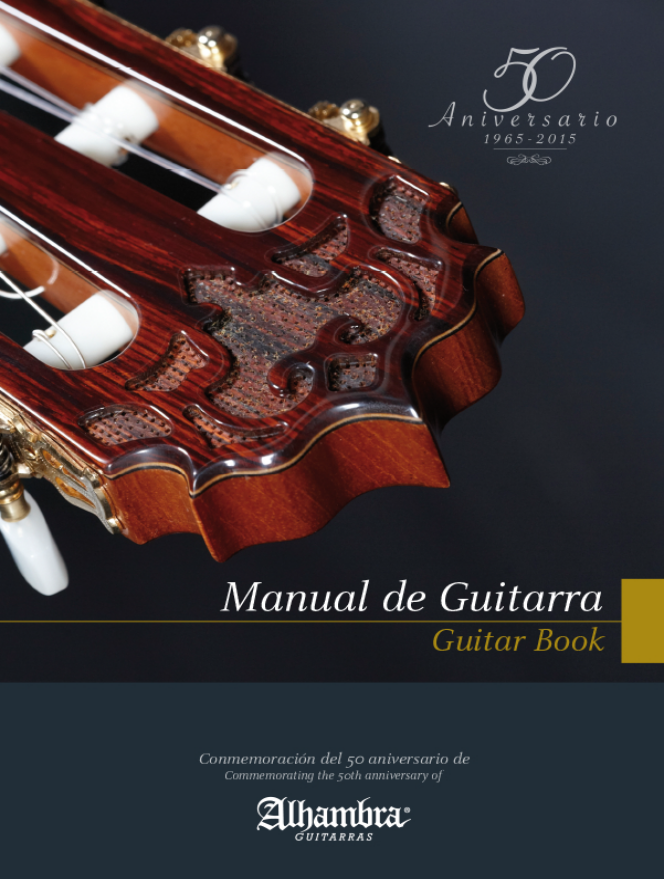 50
Aniversario
1965-2015
Manual de Guitarra
Guitar Book
Conmemoración del 50 aniversario de
Commemorating the 50th anniversary of
Alhambra®
GUITARRAS